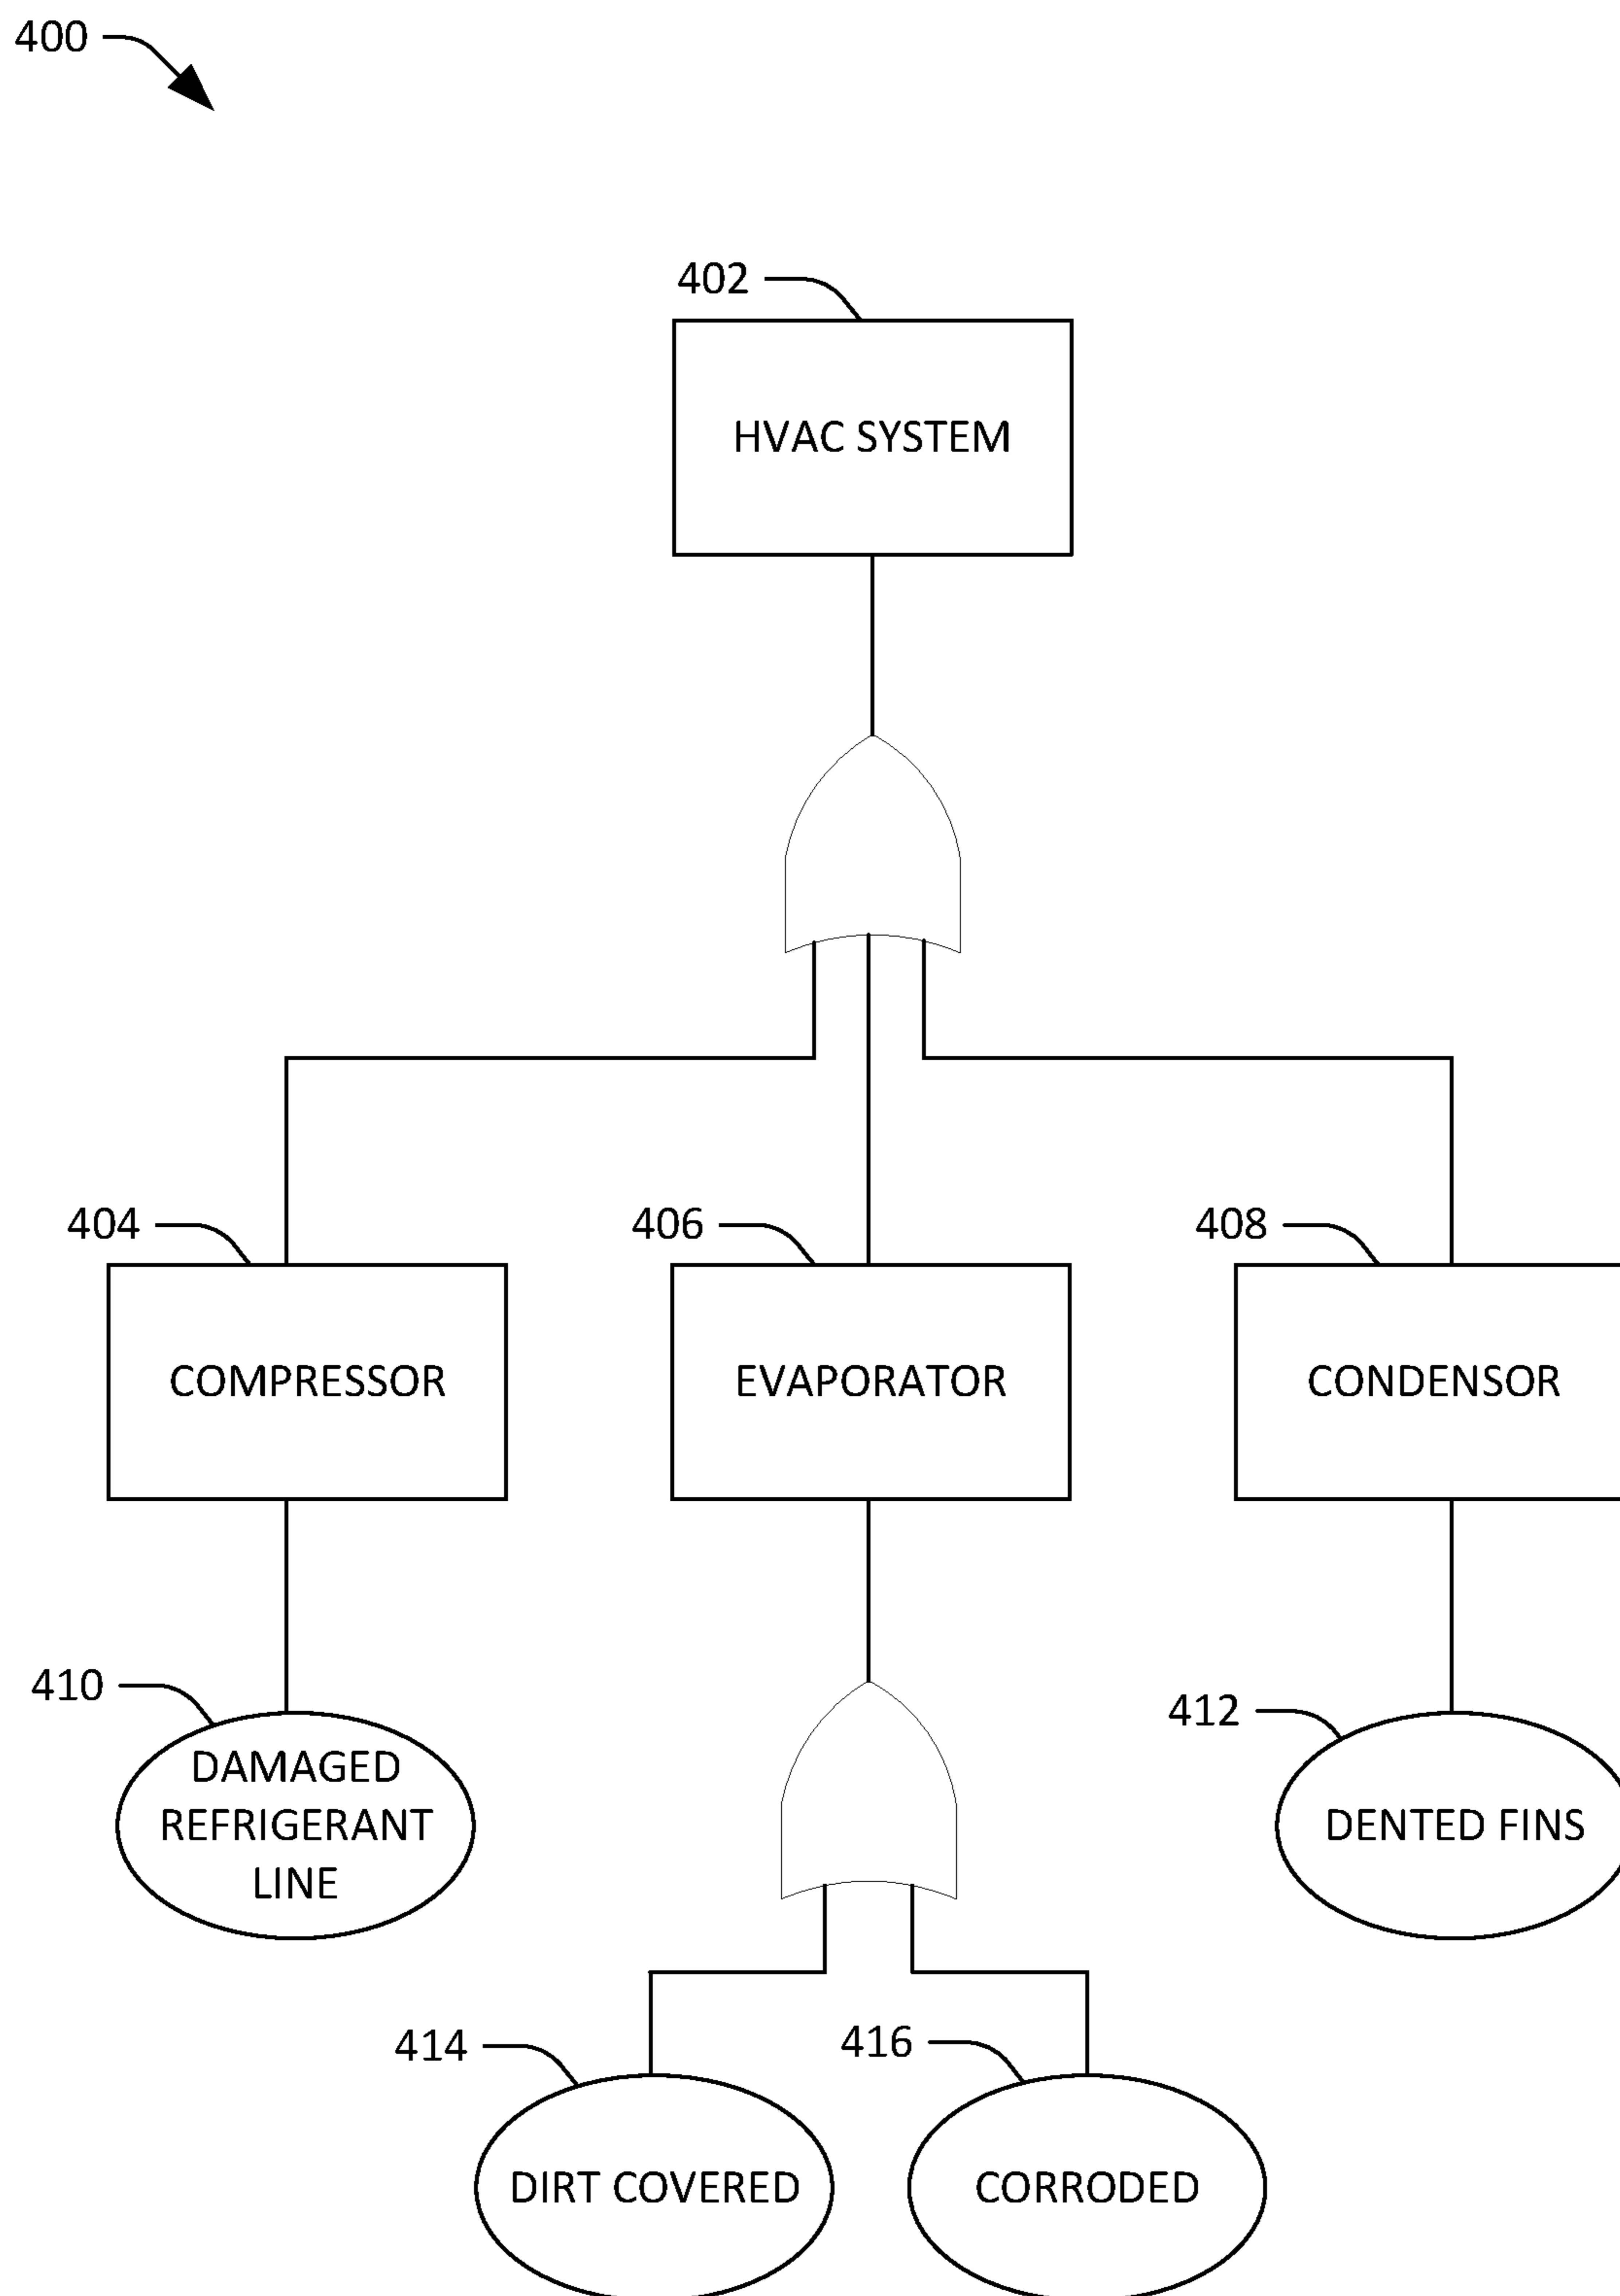 400
402
HVAC SYSTEM
404
406
408
COMPRESSOR
EVAPORATOR
CONDENSOR
410
412
DAMAGED
REFRIGERANT
LINE
DENTED FINS
414
416
DIRT COVERED
CORRODED